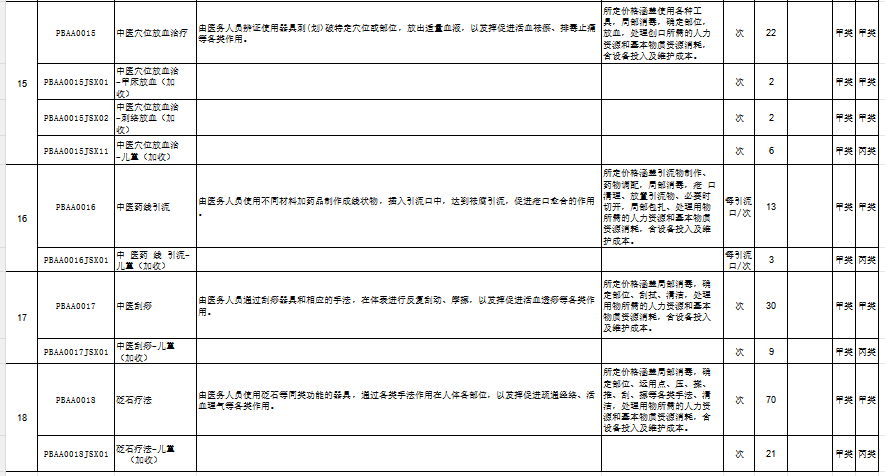 15
PBAA0015
中医穴位放血治疗
由医务人员辨证使用器具刺(划)破特定穴位或部位，放出适量血液，以发挥促进活血祛瘀、排毒止痛
等各类作用。
所定价格涵盖使用各种工
具，局部消毒，确定部位，
放血，处理创口所需的人力
资源和基本物质资源消耗，
含设备投入及维护成本。
次
22
甲类 甲类
PBAA0015JSX01
中医穴位放血治
-甲床放血（加
收）
次
2
甲类 甲类
PBAA0015JSX02
中医穴位放血治
-刺络放血（加
收）
次
2
甲类 甲类
PBAA0015JSX11
中医穴位放血治
-儿童（加收）
次
6
甲类 丙类
16
PBAA0016
中医药线引流
由医务人员使用不同材料加药品制作成线状物，插入引流口中，达到祛腐引流，促进疮口愈合的作用
。
所定价格涵盖引流物制作、
药物调配，局部消毒，疮 口
清理、放置引流物、必要时
切开，局部包扎、处理用物
所需的人力资源和基本物质
资源消耗，含设备投入及维
护成本。
每引流
口/次
13
甲类 甲类
PBAA0016JSX01
中 医药 线 引流-
儿童（加收）
每引流
口/次
3
甲类 丙类
17
PBAA0017
中医刮痧
由医务人员通过刮痧器具和相应的手法，在体表进行反复刮动、摩擦，以发挥促进活血透痧等各类作
用。
所定价格涵盖局部消毒，确
定部位、刮拭、清洁，处理
用物所需的人力资源和基本
物质资源消耗，含设备投入
及维护成本。
次
30
甲类 甲类
PBAA0017JSX01
中医刮痧-儿童
（加收）
次
9
甲类 丙类
18
PBAA0018
砭石疗法
由医务人员使用砭石等同类功能的器具，通过各类手法作用在人体各部位，以发挥促进疏通经络、活
血理气等各类作用。
所定价格涵盖局部消毒，确
定部位、运用点、压、揉、
推、刮、擦等各类手法、清
洁，处理用物所需的人力资
源和基本物质资源消耗，含
设备投入及维护成本。
次
70
甲类 甲类
PBAA0018JSX01
砭石疗法-儿童
（加收）
次
21
甲类 丙类